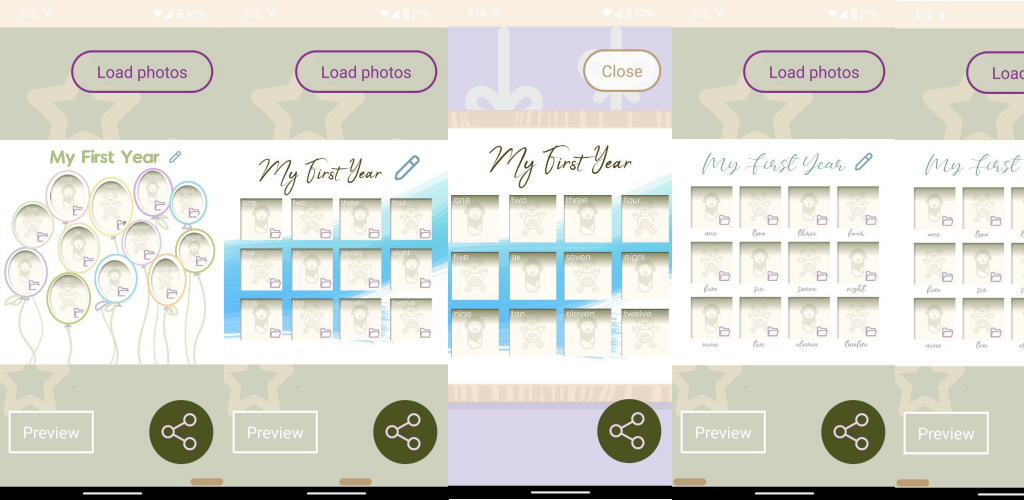 3:12 90%
Load photos
My First Year
five
Preview
3:12 37%
Load photos
My First Year
one two three four
five six seven eight
nine ten eleven twelve
Preview
3:14 52%
Close
My First Year
one two three four
five six seven eight
nine ten eleven twelve
3:12 37%
Load photos
My First Year
one two three four
five six seven eight
nine ten eleven twelve
Preview
3:12
Loac
My First
one two
five six
nine ten
Preview